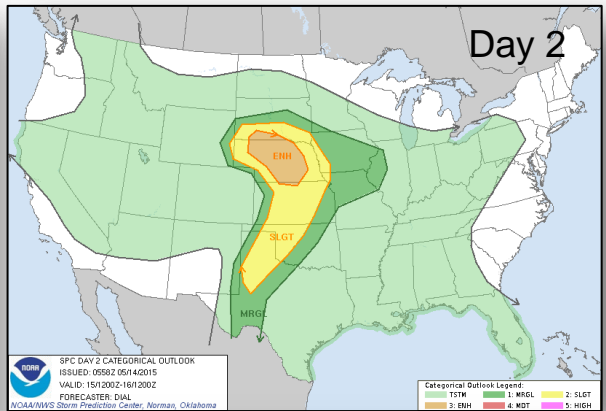 Day 2
ENH
SLGT
MRGL
NOAA
SPC DAY 2 CATEGORICAL OUTLOOK
ISSUED: 0558Z 05/14/2015
VALID: 15/1200Z-16/1200Z
FORECASTER: DIAL
NOAA/NWS Storm Prediction Center, Norman, Oklahoma
Categorical Outlook Legend:
TSTM 1: MRGL 2: SLGT
3: ENH 4: MDT 5: HIGH